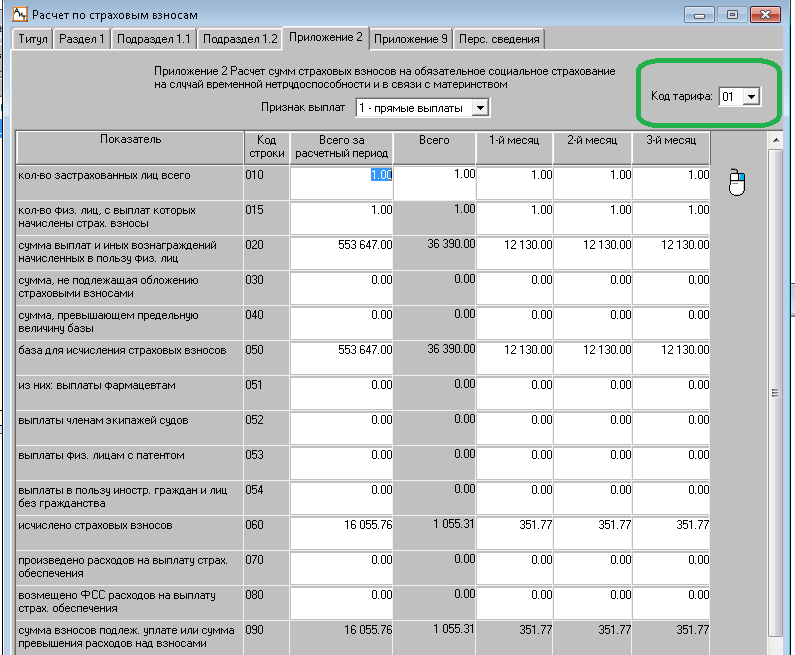 Расчет по страховым взносам
Титул Раздел 1 Подраздел 1.1 Подраздел 1.2 Приложение 2 Приложение 9 Перс. сведения
Приложение 2 Расчет сумм страховых взносов на обязательное социальное страхование
на случай временной нетрудоспособности и в связи с материнством
Код тарифа: 01
Признак выплат 1 - прямые выплаты
Показатель Код строки Всего за расчетный период Всего 1-й месяц 2-й месяц 3-й месяц
кол-во застрахованных лиц всего 010 1.00 1.00 1.00 1.00 1.00
кол-во физ. лиц, с выплат которых
начислены страх. взносы 015 1.00 1.00 1.00 1.00 1.00
сумма выплат и иных вознаграждений
начисленных в пользу физ. лиц 020 553 647.00 36 390.00 12 130.00 12 130.00 12 130.00
сумма, не подлежащая обложению
страховыми взносами 030 0.00 0.00 0.00 0.00 0.00
сумма, превышающем предельную
величину базы 040 0.00 0.00 0.00 0.00 0.00
база для исчисления страховых взносов 050 553 647.00 36 390.00 12 130.00 12 130.00 12 130.00
из них: выплаты фармацевтам 051 0.00 0.00 0.00 0.00 0.00
выплаты членам экипажей судов 052 0.00 0.00 0.00 0.00 0.00
выплаты физ. лицам с патентом 053 0.00 0.00 0.00 0.00 0.00
выплаты в пользу иностр. граждан и лиц
без гражданства 054 0.00 0.00 0.00 0.00 0.00
исчислено страховых взносов 060 16 055.76 1 055.31 351.77 351.77 351.77
произведено расходов на выплату страх.
обеспечения 070 0.00 0.00 0.00 0.00 0.00
возмещено ФСС расходов на выплату
страх. обеспечения 080 0.00 0.00 0.00 0.00 0.00
сумма взносов подлеж. уплате или сумма
превышения расходов над взносами 090 16 055.76 1 055.31 351.77 351.77 351.77